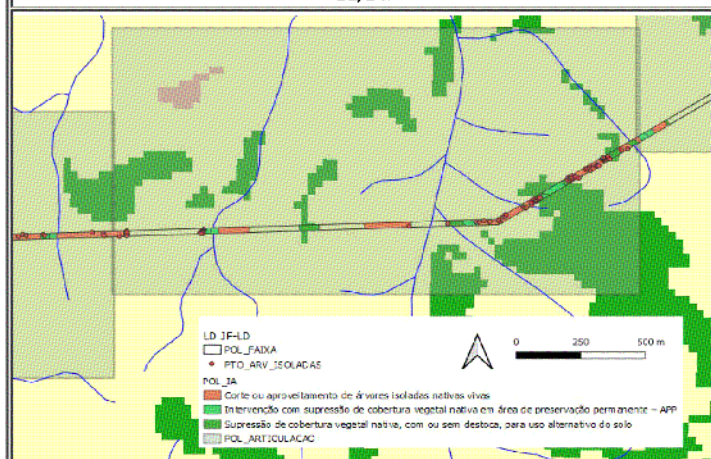 LD JF-LD
POL_FAIXA
PTO_ARV_ISOLADAS
POL_IA
Corte ou aproveitamento de árvores isoladas nativas vivas
Intervenção com supressão de cobertura vegetal nativa em área de preservação permanente – APP
Supressão de cobertura vegetal nativa, com ou sem destoca, para uso alternativo do solo
POL_ARTICULACAO
0 250 500 m